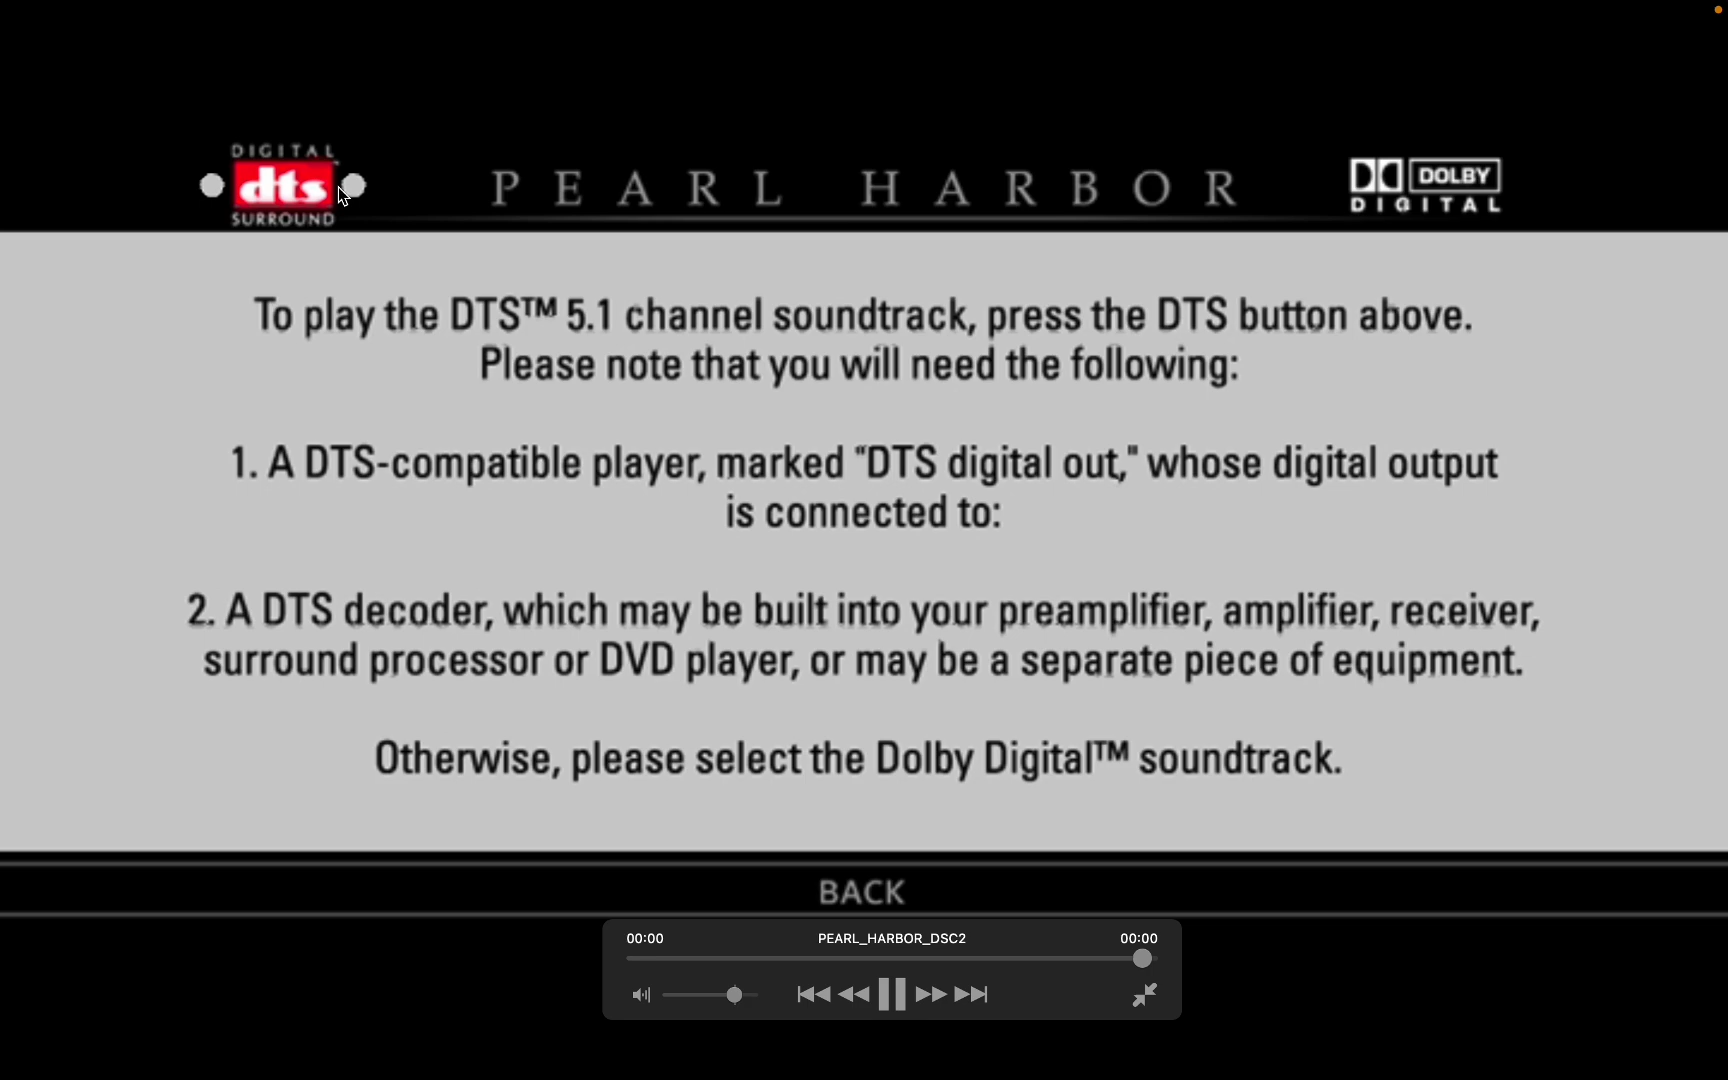 DIGITAL
dts
SURROUND
PEARL HARBOR
DOLBY
DIGITAL
To play the DTS™ 5.1 channel soundtrack, press the DTS button above.
Please note that you will need the following:
1. A DTS-compatible player, marked “DTS digital out," whose digital output
is connected to:
2. A DTS decoder, which may be built into your preamplifier, amplifier, receiver,
surround processor or DVD player, or may be a separate piece of equipment.
Otherwise, please select the Dolby Digital™ soundtrack.
BACK
00:00 PEARL_HARBOR_DSC2 00:00